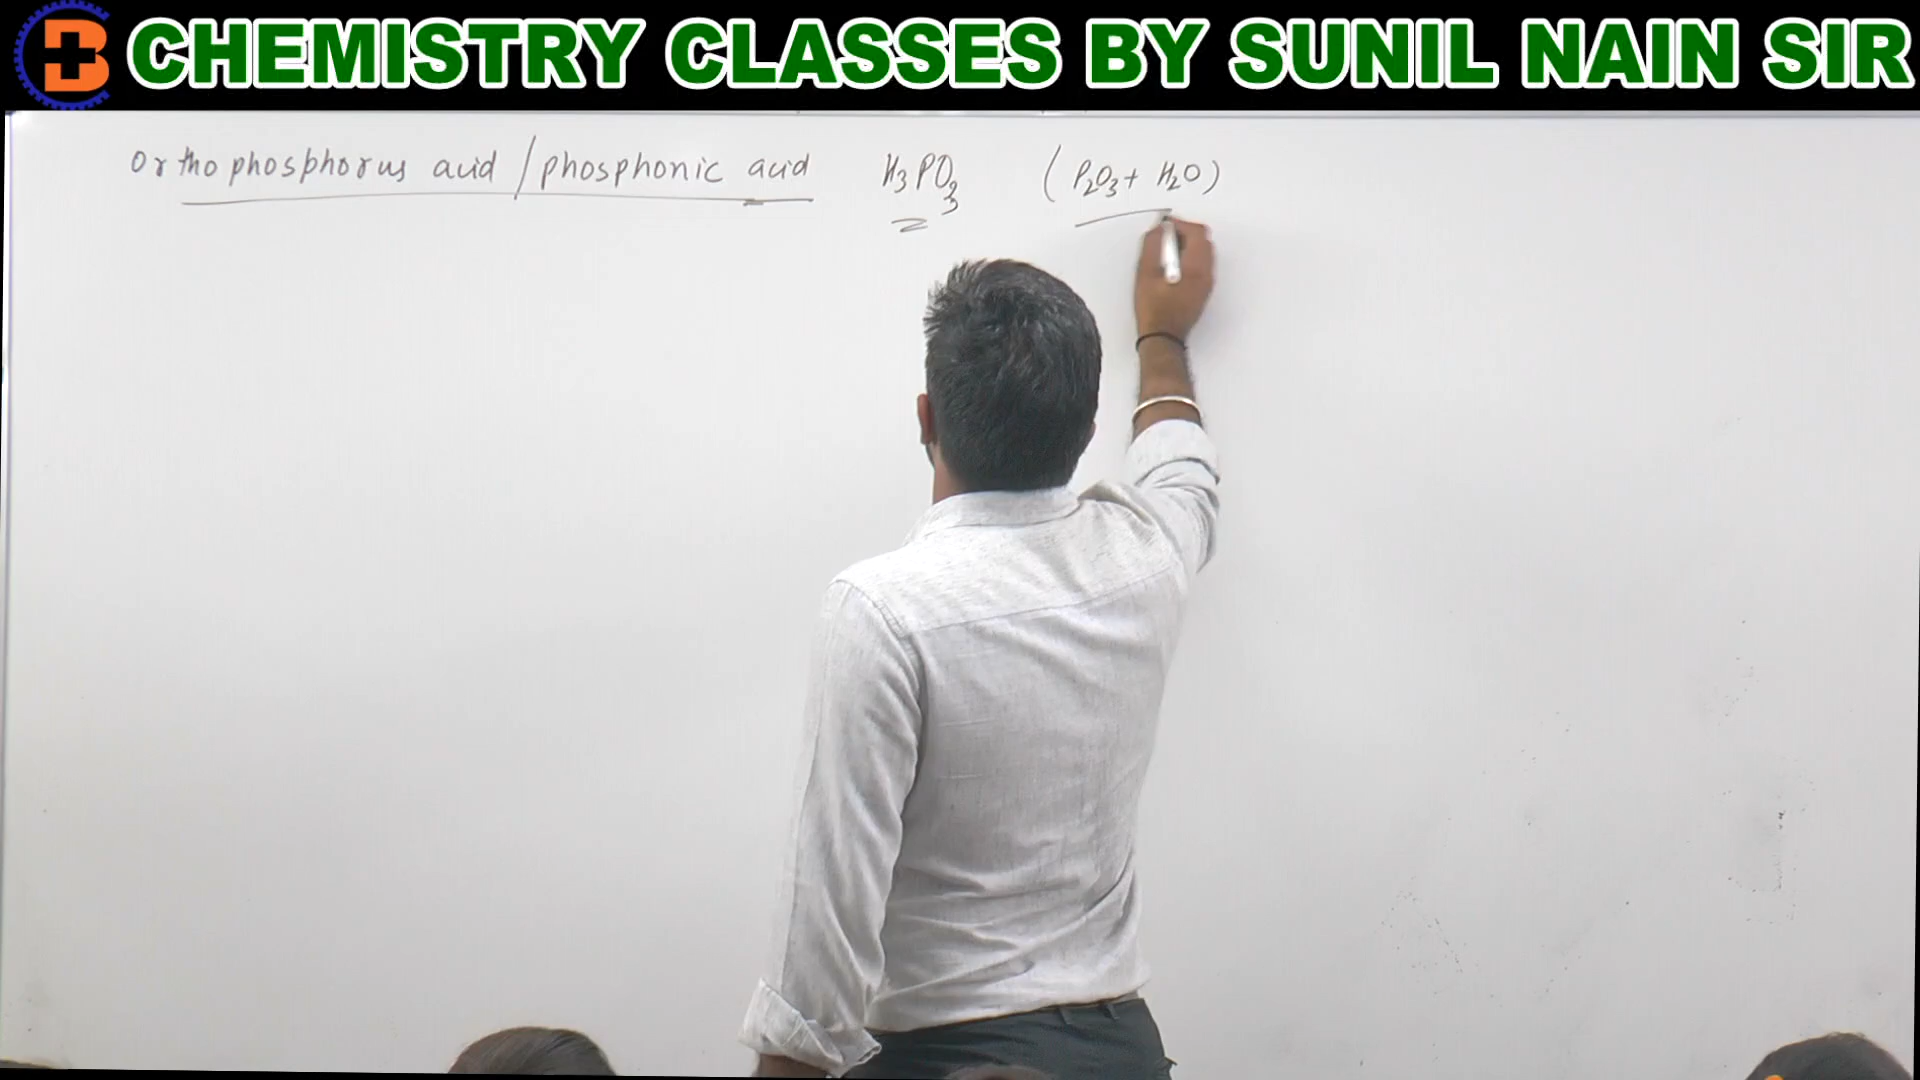 CHEMISTRY CLASSES BY SUNIL NAIN SIR
Orthophosphorus acid / phosphonic acid H₃PO₃ (P₂O₃ + H₂O)